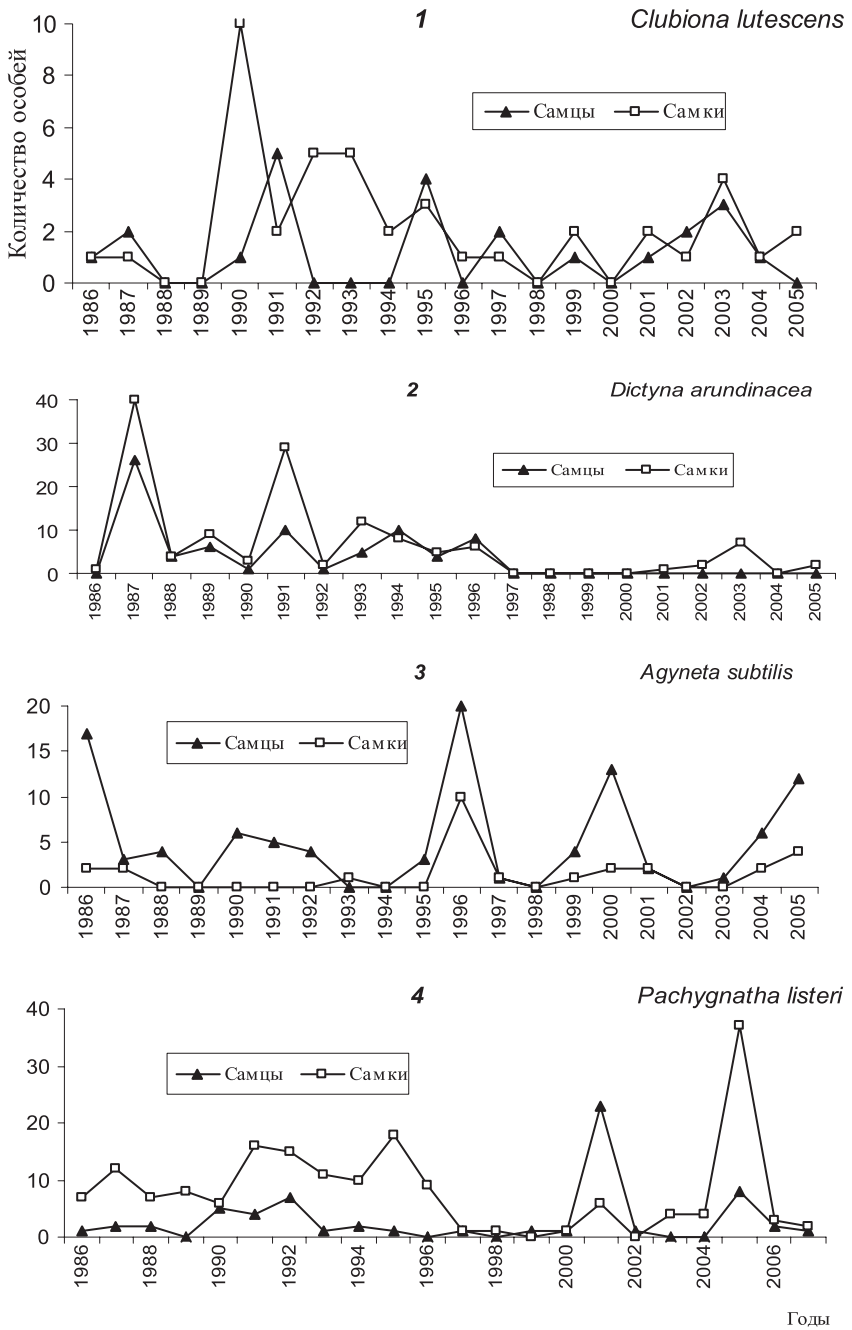 1 Clubiona lutescens
Количество особей
10
8
6
4
2
0
Самцы Самки
1986 1987 1988 1989 1990 1991 1992 1993 1994 1995 1996 1997 1998 1999 2000 2001 2002 2003 2004 2005
2 Dictyna arundinacea
40
30
20
10
0
Самцы Самки
1986 1987 1988 1989 1990 1991 1992 1993 1994 1995 1996 1997 1998 1999 2000 2001 2002 2003 2004 2005
3 Agyneta subtilis
20
15
10
5
0
Самцы Самки
1986 1987 1988 1989 1990 1991 1992 1993 1994 1995 1996 1997 1998 1999 2000 2001 2002 2003 2004 2005
4 Pachygnatha listeri
40
30
20
10
0
Самцы Самки
1986 1988 1990 1992 1994 1996 1998 2000 2002 2004 2006
Годы